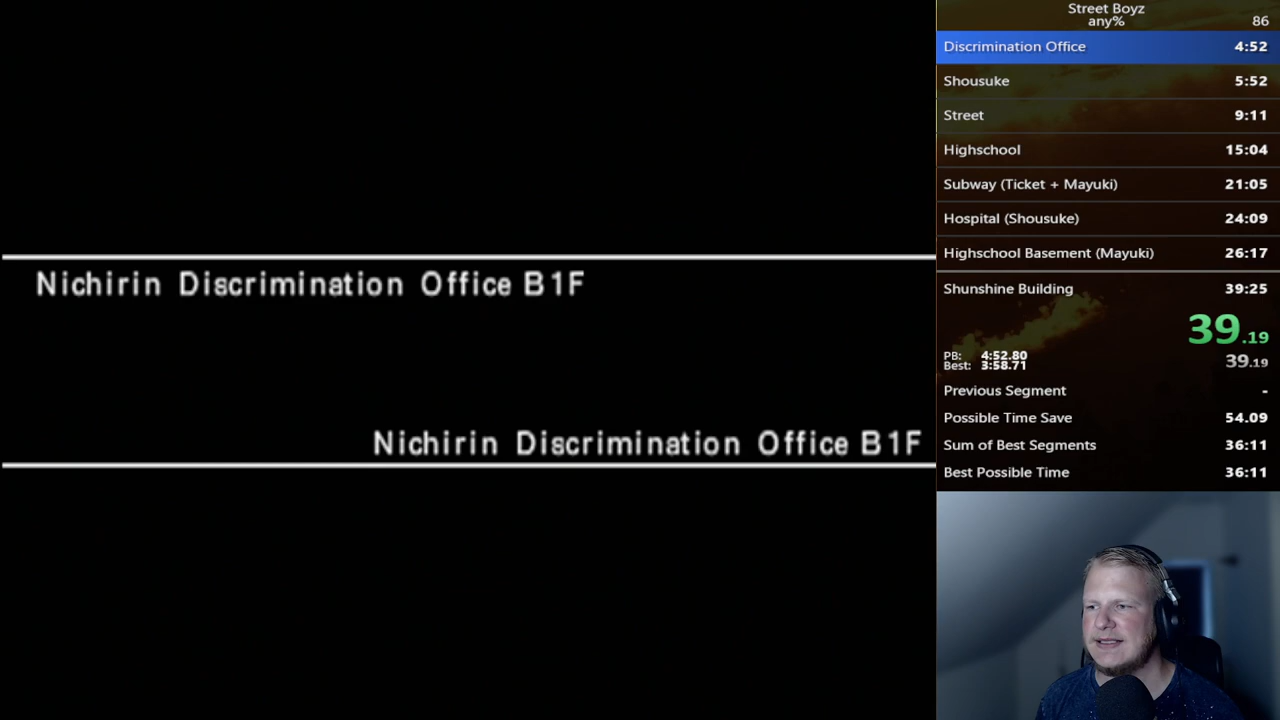 Nichirin Discrimination Office B1F
Nichirin Discrimination Office B1F
Street Boyz
any% 86
Discrimination Office 4:52
Shousuke 5:52
Street 9:11
Highschool 15:04
Subway (Ticket + Mayuki) 21:05
Hospital (Shousuke) 24:09
Highschool Basement (Mayuki) 26:17
Shunshine Building 39:25
39.19
PB: 4:52.80
Best: 3:58.71
39.19
Previous Segment -
Possible Time Save 54.09
Sum of Best Segments 36:11
Best Possible Time 36:11